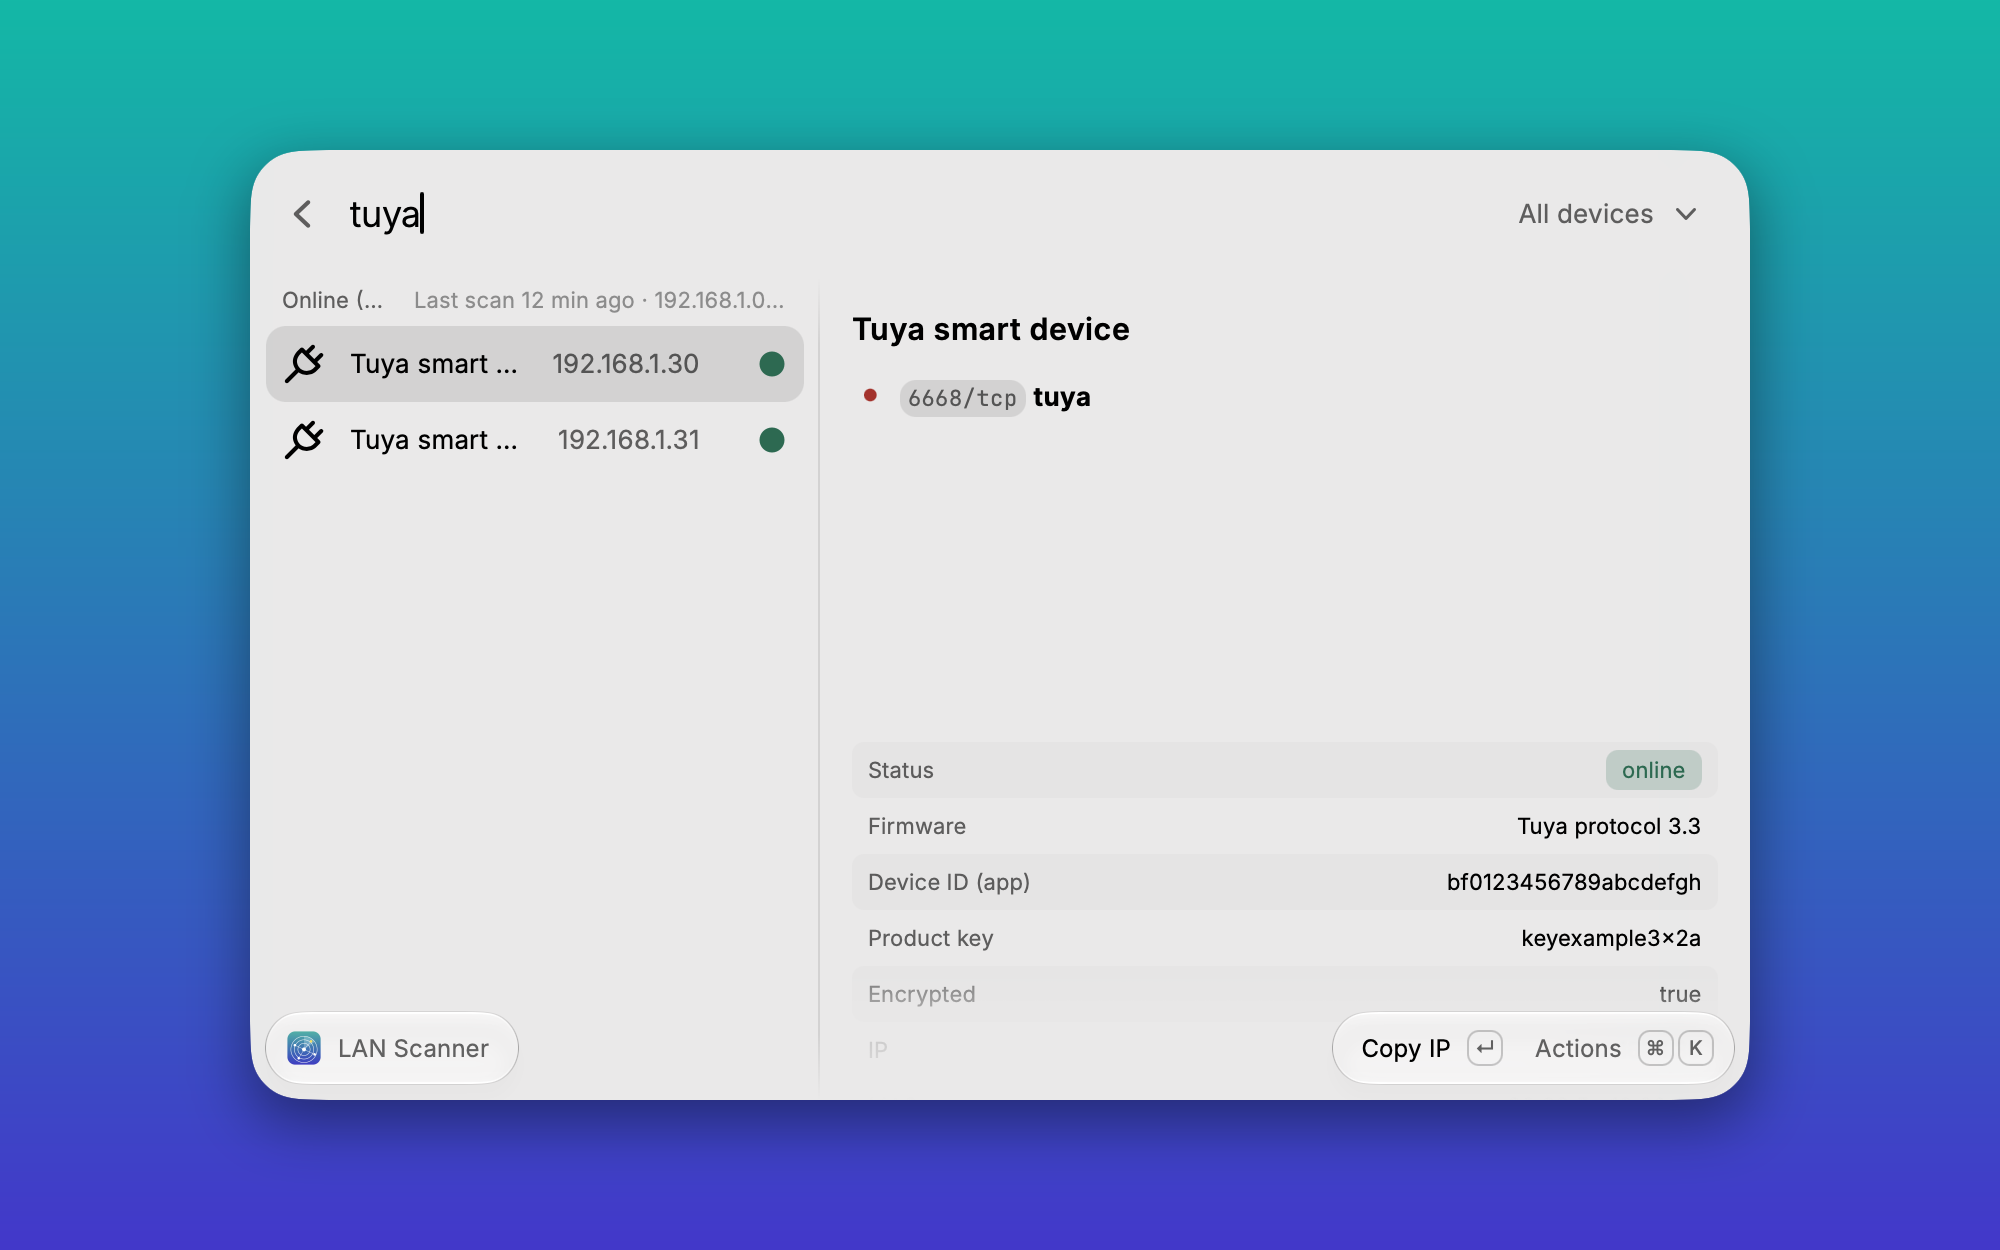 tuya
All devices
Online (... Last scan 12 min ago · 192.168.1.0...
Tuya smart ... 192.168.1.30
Tuya smart ... 192.168.1.31
Tuya smart device
6668/tcp tuya
Status online
Firmware Tuya protocol 3.3
Device ID (app) bf0123456789abcdefgh
Product key keyexample3×2a
Encrypted true
IP
LAN Scanner
Copy IP ↵ Actions ⌘ K